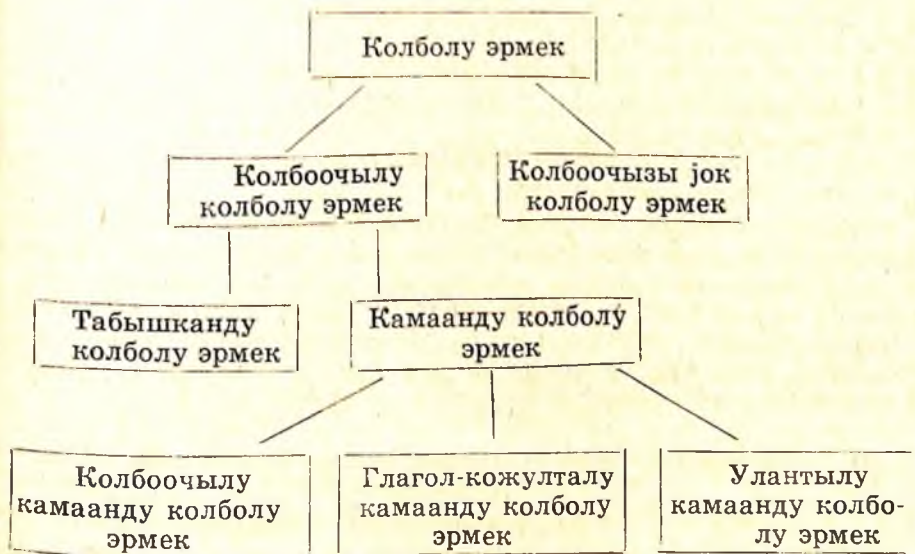 Колболу эрмек
Колбоочылу
колболу эрмек
Колбоочызы јок
колболу эрмек
Табышканду
колболу эрмек
Камаанду колболу
эрмек
Колбоочылу
камаанду колболу
эрмек
Глагол-кожулталу
камаанду колболу
эрмек
Улантылу
камаанду колбо-
лу эрмек